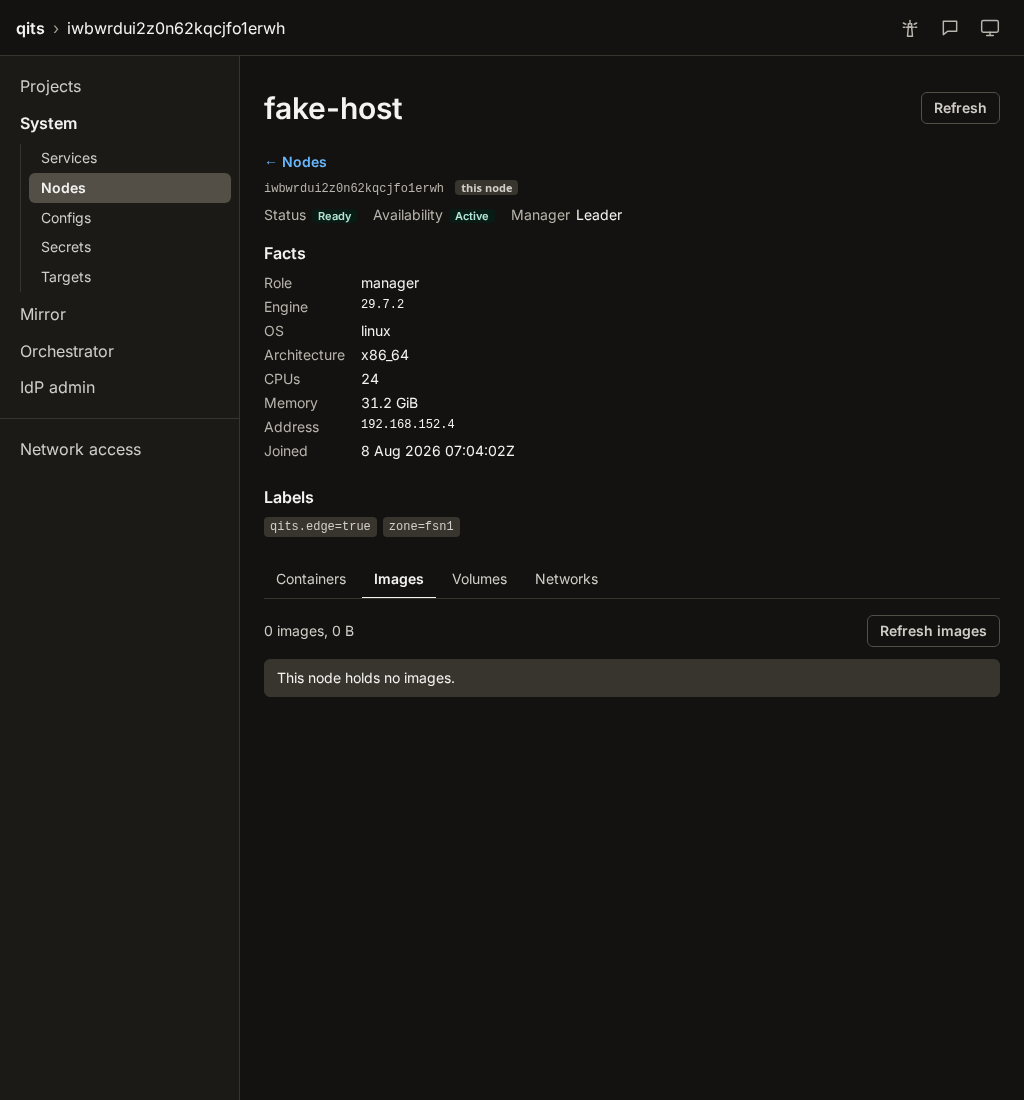 qits › iwbwrdui2z0n62kqcjfo1erwh
Projects
System
Services
Nodes
Configs
Secrets
Targets
Mirror
Orchestrator
IdP admin
Network access
fake-host
Refresh
← Nodes
iwbwrdui2z0n62kqcjfo1erwh this node
Status Ready Availability Active Manager Leader
Facts
Role manager
Engine 29.7.2
OS linux
Architecture x86_64
CPUs 24
Memory 31.2 GiB
Address 192.168.152.4
Joined 8 Aug 2026 07:04:02Z
Labels
qits.edge=true zone=fsn1
Containers Images Volumes Networks
0 images, 0 B
Refresh images
This node holds no images.